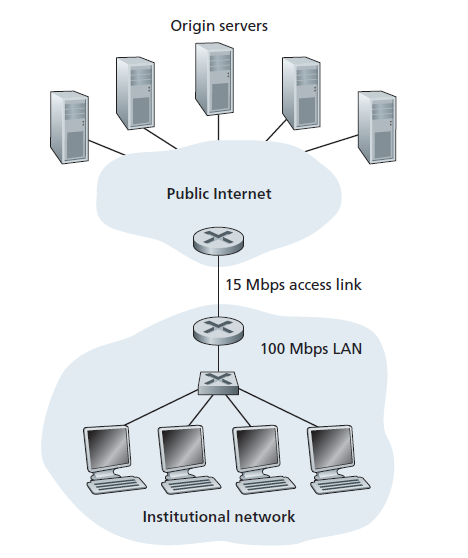 Origin servers
Public Internet
15 Mbps access link
100 Mbps LAN
Institutional network